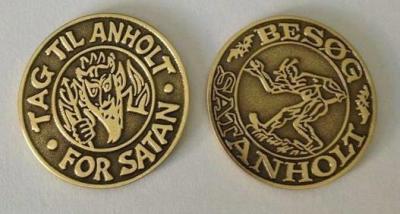 TAG TIL ANHOLT
· FOR SATAN ·
BESØG
SATANHOLT